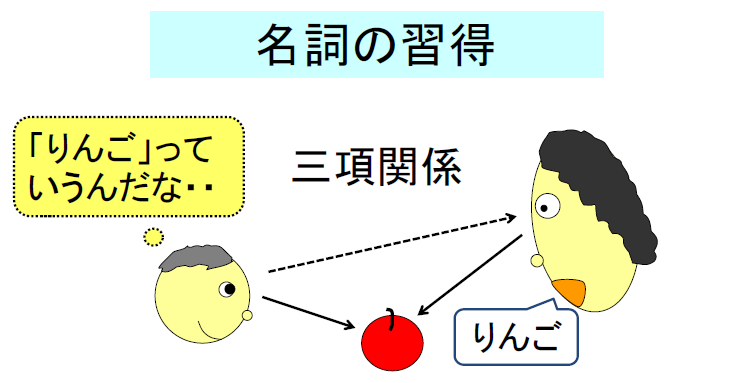 名詞の習得
「りんご」って
いうんだな・・
三項関係
りんご